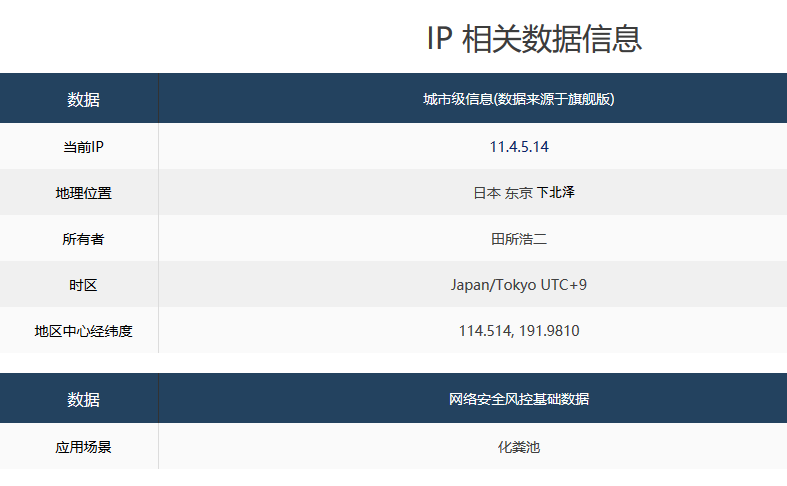 IP 相关数据信息
数据 城市级信息(数据来源于旗舰版)
当前IP 11.4.5.14
地理位置 日本 东京 下北泽
所有者 田所浩二
时区 Japan/Tokyo UTC+9
地区中心经纬度 114.514, 191.9810
数据 网络安全风控基础数据
应用场景 化粪池